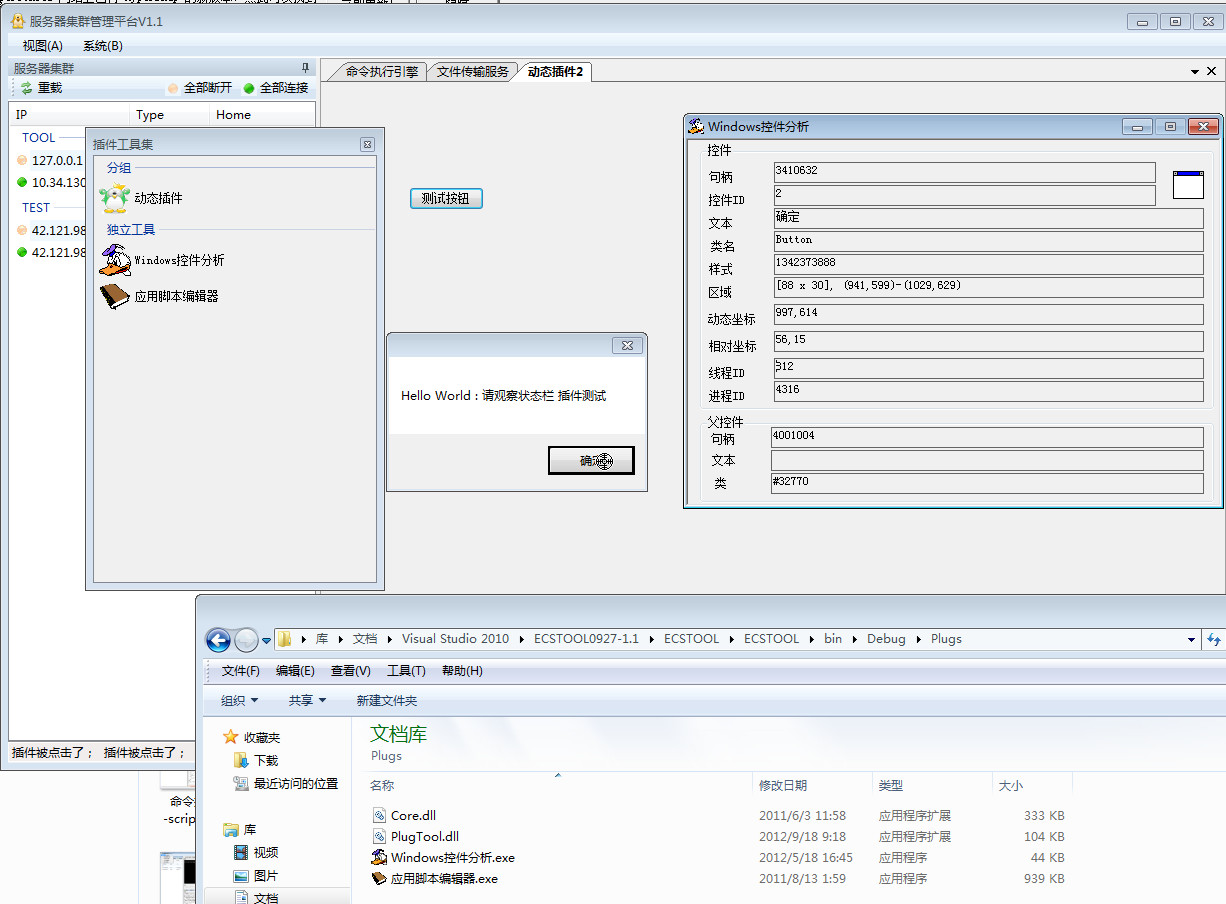 服务器集群管理平台V1.1
视图(A) 系统(B)
服务器集群
重载 全部断开 全部连接
IP Type Home
TOOL
127.0.0.1
10.34.130
TEST
42.121.98
42.121.98
插件被点击了； 插件被点击了；
插件工具集
分组
动态插件
独立工具
Windows控件分析
应用脚本编辑器
命令执行引擎 文件传输服务 动态插件2
测试按钮
Hello World : 请观察状态栏 插件测试
Windows控件分析
控件
句柄 3410632
控件ID 2
文本 确定
类名 Button
样式 1342373888
区域 [88 x 30], (941,599)-(1029,629)
动态坐标 997,614
相对坐标 56,15
线程ID 312
进程ID 4316
父控件
句柄 4001004
文本
类 #32770
库 文档 Visual Studio 2010 ECSTOOL0927-1.1 ECSTOOL ECSTOOL bin Debug Plugs
文件(F) 编辑(E) 查看(V) 工具(T) 帮助(H)
组织 共享 新建文件夹
收藏夹
下载
最近访问的位置
库
视频
图片
文档
文档库
Plugs
名称 修改日期 类型 大小
Core.dll 2011/6/3 11:58 应用程序扩展 333 KB
PlugTool.dll 2012/9/18 9:18 应用程序扩展 104 KB
Windows控件分析.exe 2012/5/18 16:45 应用程序 44 KB
应用脚本编辑器.exe 2011/8/13 1:59 应用程序 939 KB
命令
-scrip